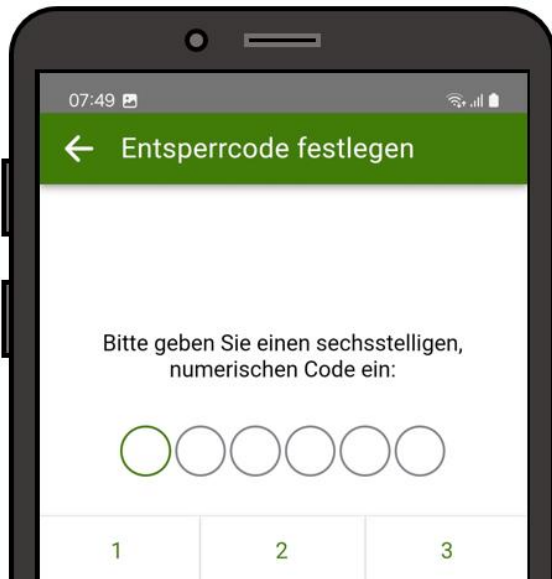 07:49
Entsperrcode festlegen
Bitte geben Sie einen sechsstelligen,
numerischen Code ein:
1 2 3